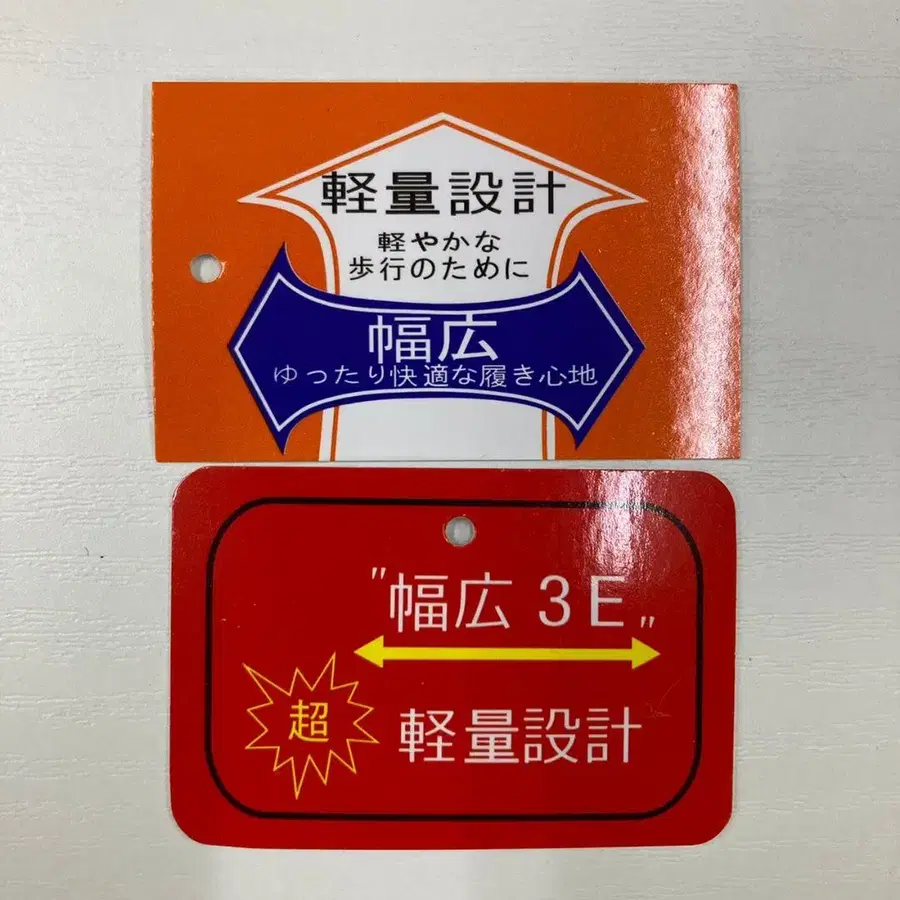 軽量設計
軽やかな
歩行のために
幅広
ゆったり快適な履き心地
"幅広 3E"
超
軽量設計